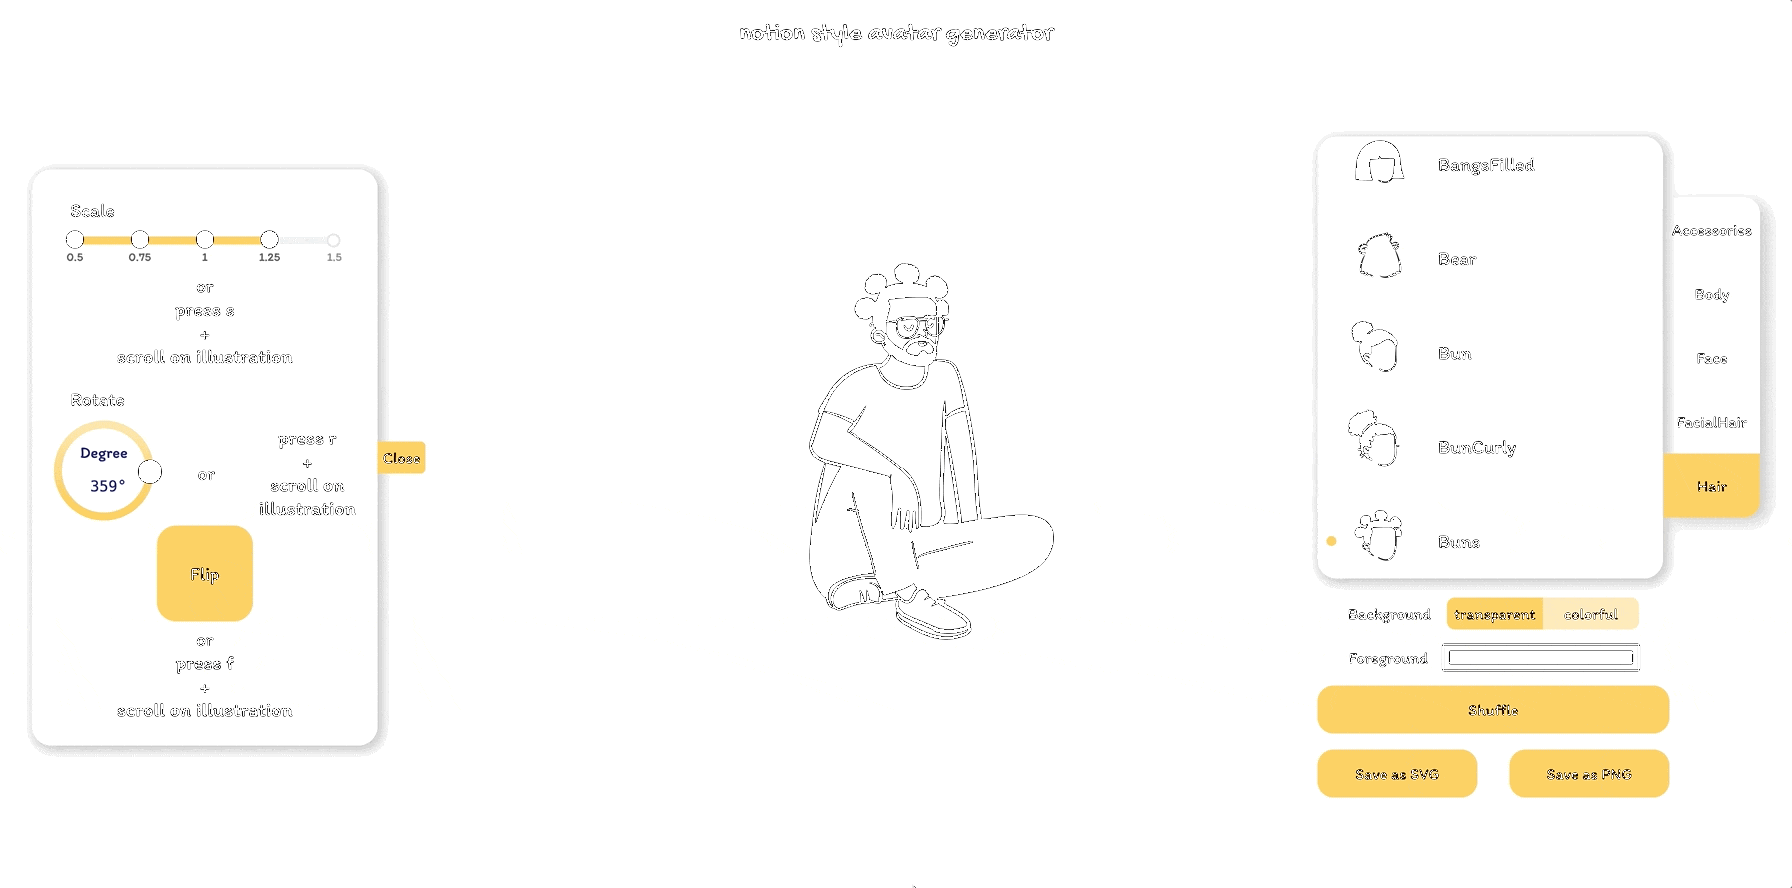 notion style avatar generator
Scale
0.5 0.75 1 1.25 1.5
or
press s
+
scroll on illustration
Rotate
Degree
359°
or
press r
+
scroll on
illustration
Flip
or
press f
+
scroll on illustration
Close
BangsFilled
Bear
Bun
BunCurly
Buns
Accessories
Body
Face
FacialHair
Hair
Background transparent colorful
Foreground
Shuffle
Save as SVG Save as PNG